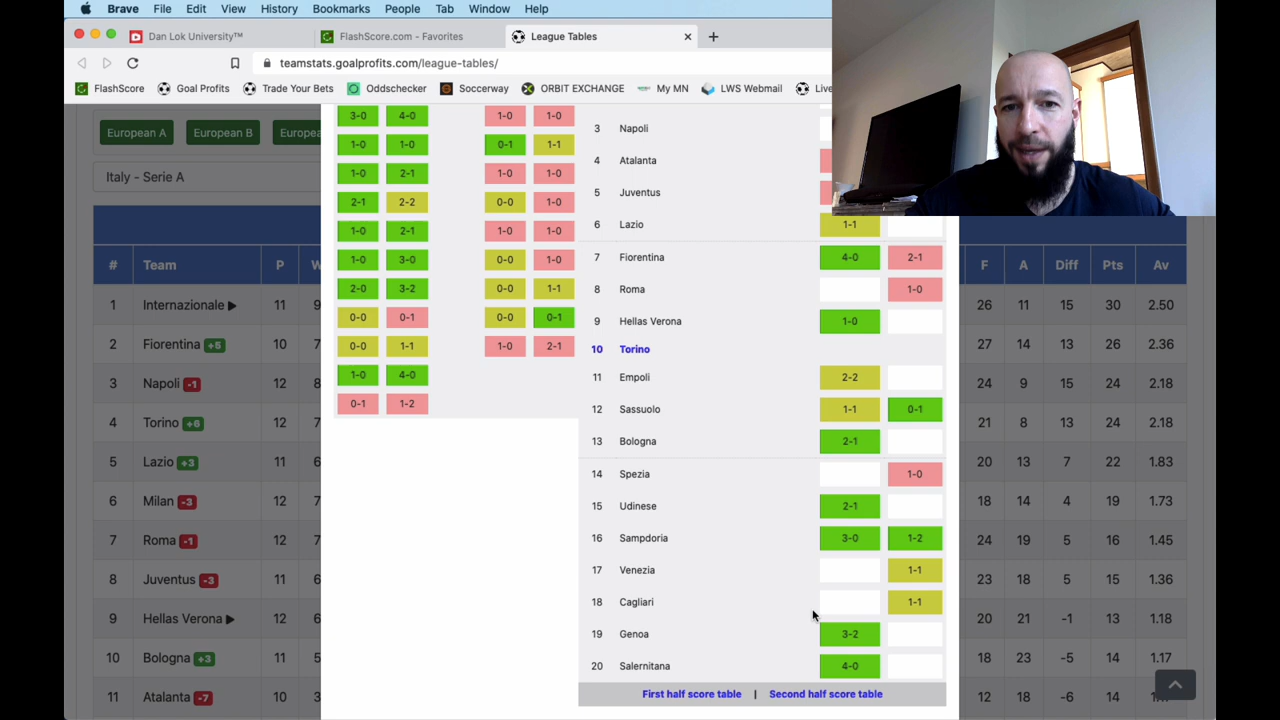 Brave File Edit View History Bookmarks People Tab Window Help
Dan Lok University™ FlashScore.com - Favorites League Tables
teamstats.goalprofits.com/league-tables/
FlashScore Goal Profits Trade Your Bets Oddschecker Soccerway ORBIT EXCHANGE My MN LWS Webmail Live
European A European B Europea
Italy - Serie A
# Team P W F A Diff Pts Av
1 Internazionale 11 9 26 11 15 30 2.50
2 Fiorentina +5 10 7 27 14 13 26 2.36
3 Napoli -1 12 8 24 9 15 24 2.18
4 Torino +6 12 7 21 8 13 24 2.18
5 Lazio +3 11 6 20 13 7 22 1.83
6 Milan -3 12 7 18 14 4 19 1.73
7 Roma -1 12 7 24 19 5 16 1.45
8 Juventus -3 11 6 23 18 5 15 1.36
9 Hellas Verona 12 6 20 21 -1 13 1.18
10 Bologna +3 11 5 18 23 -5 14 1.17
11 Atalanta -7 10 3 12 18 -6 14
3-0 4-0 1-0 1-0
1-0 1-0 0-1 1-1
1-0 2-1 1-0 1-0
2-1 2-2 0-0 1-0
1-0 2-1 1-0 1-0
1-0 3-0 0-0 1-0
2-0 3-2 0-0 1-1
0-0 0-1 0-0 0-1
0-0 1-1 1-0 2-1
1-0 4-0
0-1 1-2
3 Napoli
4 Atalanta
5 Juventus
6 Lazio 1-1
7 Fiorentina 4-0 2-1
8 Roma 1-0
9 Hellas Verona 1-0
10 Torino
11 Empoli 2-2
12 Sassuolo 1-1 0-1
13 Bologna 2-1
14 Spezia 1-0
15 Udinese 2-1
16 Sampdoria 3-0 1-2
17 Venezia 1-1
18 Cagliari 1-1
19 Genoa 3-2
20 Salernitana 4-0
First half score table | Second half score table